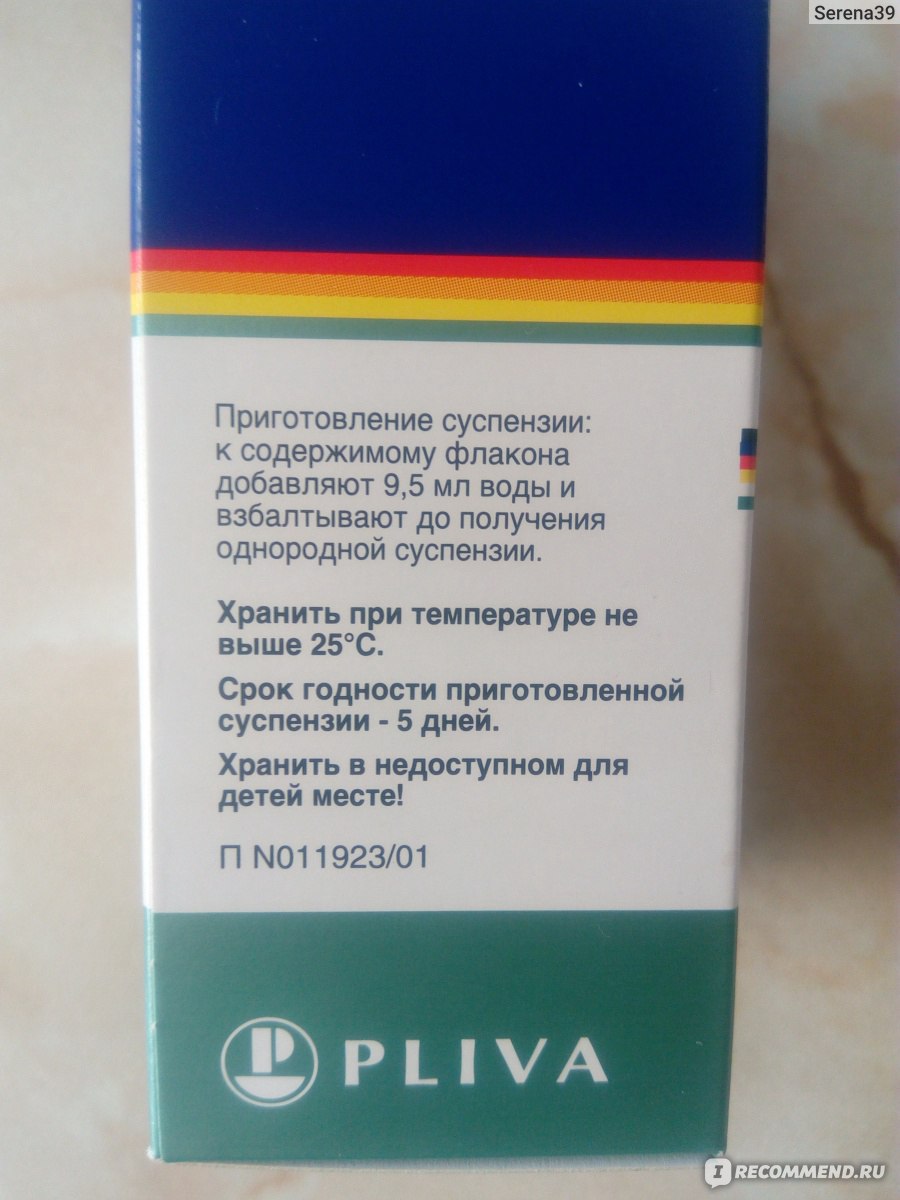 Serena39
Приготовление суспензии:
к содержимому флакона
добавляют 9,5 мл воды и
взбалтывают до получения
однородной суспензии.
Хранить при температуре не
выше 25°С.
Срок годности приготовленной
суспензии - 5 дней.
Хранить в недоступном для
детей месте!
П N011923/01
PLIVA
IRECOMMEND.RU